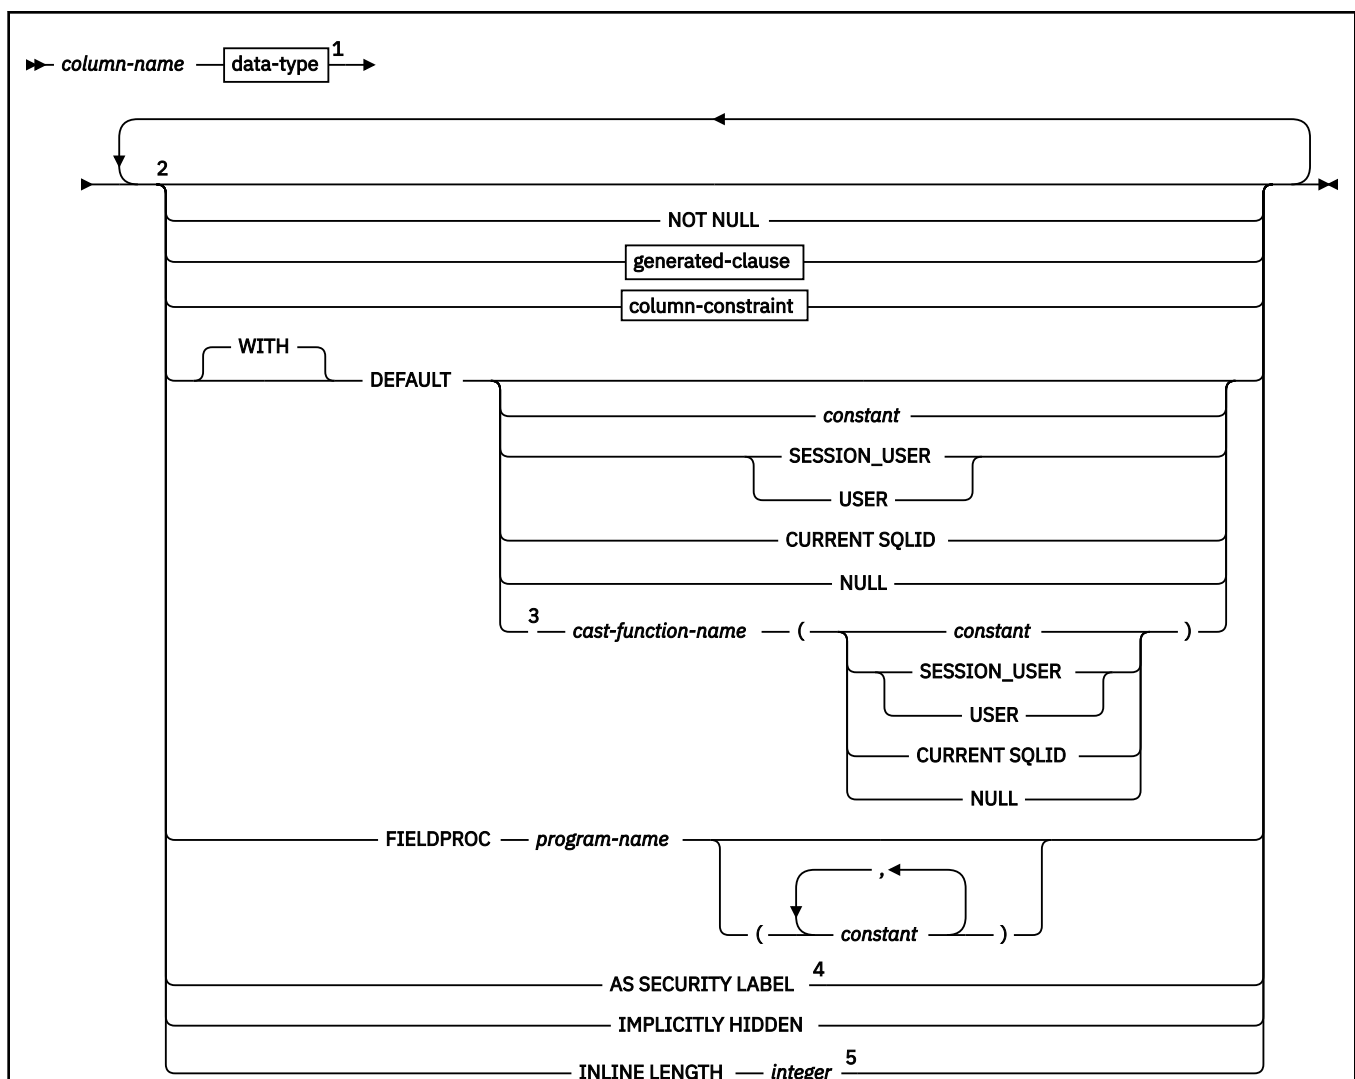 column-name data-type 1
2
NOT NULL
generated-clause
column-constraint
WITH
DEFAULT
constant
SESSION_USER
USER
CURRENT SQLID
NULL
3 cast-function-name ( constant )
SESSION_USER
USER
CURRENT SQLID
NULL
FIELDPROC program-name
,
( constant )
AS SECURITY LABEL 4
IMPLICITLY HIDDEN
INLINE LENGTH integer 5